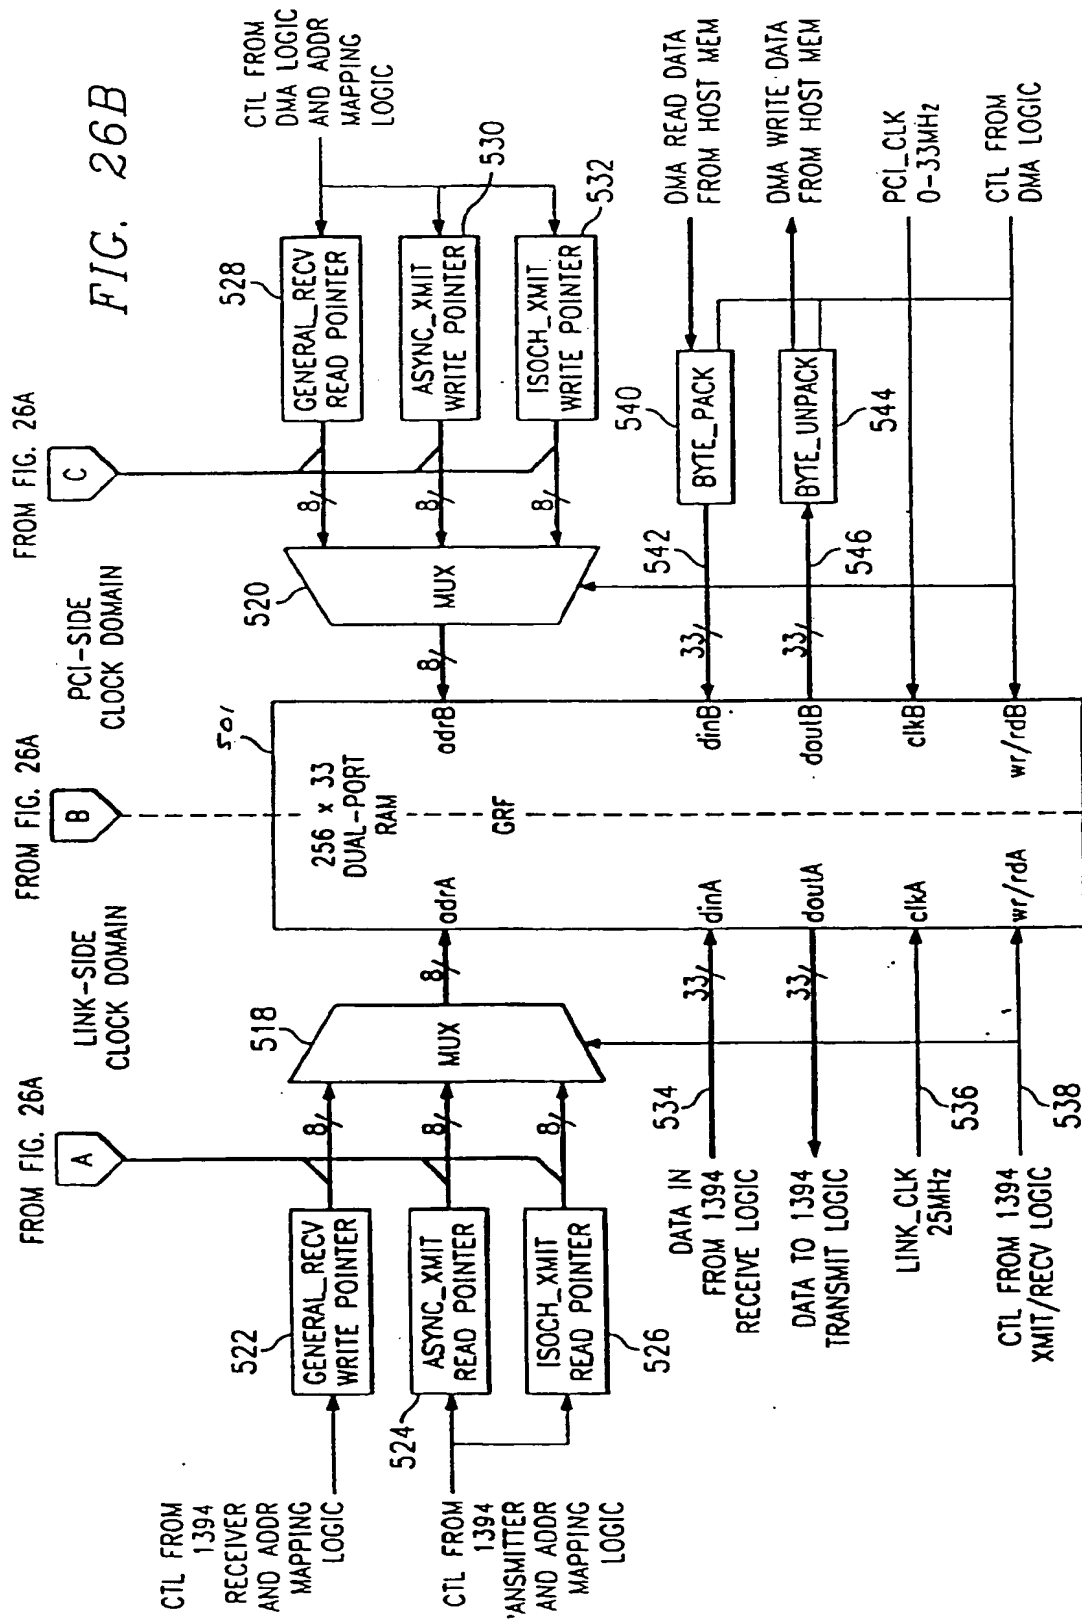 FIG. 26B
FROM FIG. 26A
A
FROM FIG. 26A
B
FROM FIG. 26A
C
LINK-SIDE
CLOCK DOMAIN
PCI-SIDE
CLOCK DOMAIN
CTL FROM
1394
RECEIVER
AND ADDR
MAPPING
LOGIC
CTL FROM
1394
'ANSMITTER
AND ADDR
MAPPING
LOGIC
522
GENERAL_RECV
WRITE POINTER
524
ASYNC_XMIT
READ POINTER
ISOCH_XMIT
READ POINTER
526
8
8
8
518
MUX
8
501
256 x 33
DUAL-PORT
RAM
GRF
adrA
adrB
dinA
dinB
doutA
doutB
clkA
clkB
wr/rdA
wr/rdB
8
520
MUX
8
8
8
528
GENERAL_RECV
READ POINTER
ASYNC_XMIT
WRITE POINTER
530
ISOCH_XMIT
WRITE POINTER
532
CTL FROM
DMA LOGIC
AND ADDR
MAPPING
LOGIC
DATA IN
FROM 1394
RECEIVE LOGIC
534
33
DATA TO 1394
TRANSMIT LOGIC
33
LINK_CLK
25MHz
536
CTL FROM 1394
XMIT/RECV LOGIC
538
33
542
540
BYTE_PACK
DMA READ DATA
FROM HOST MEM
33
546
BYTE_UNPACK
544
DMA WRITE DATA
FROM HOST MEM
PCI_CLK
0-33MHz
CTL FROM
DMA LOGIC